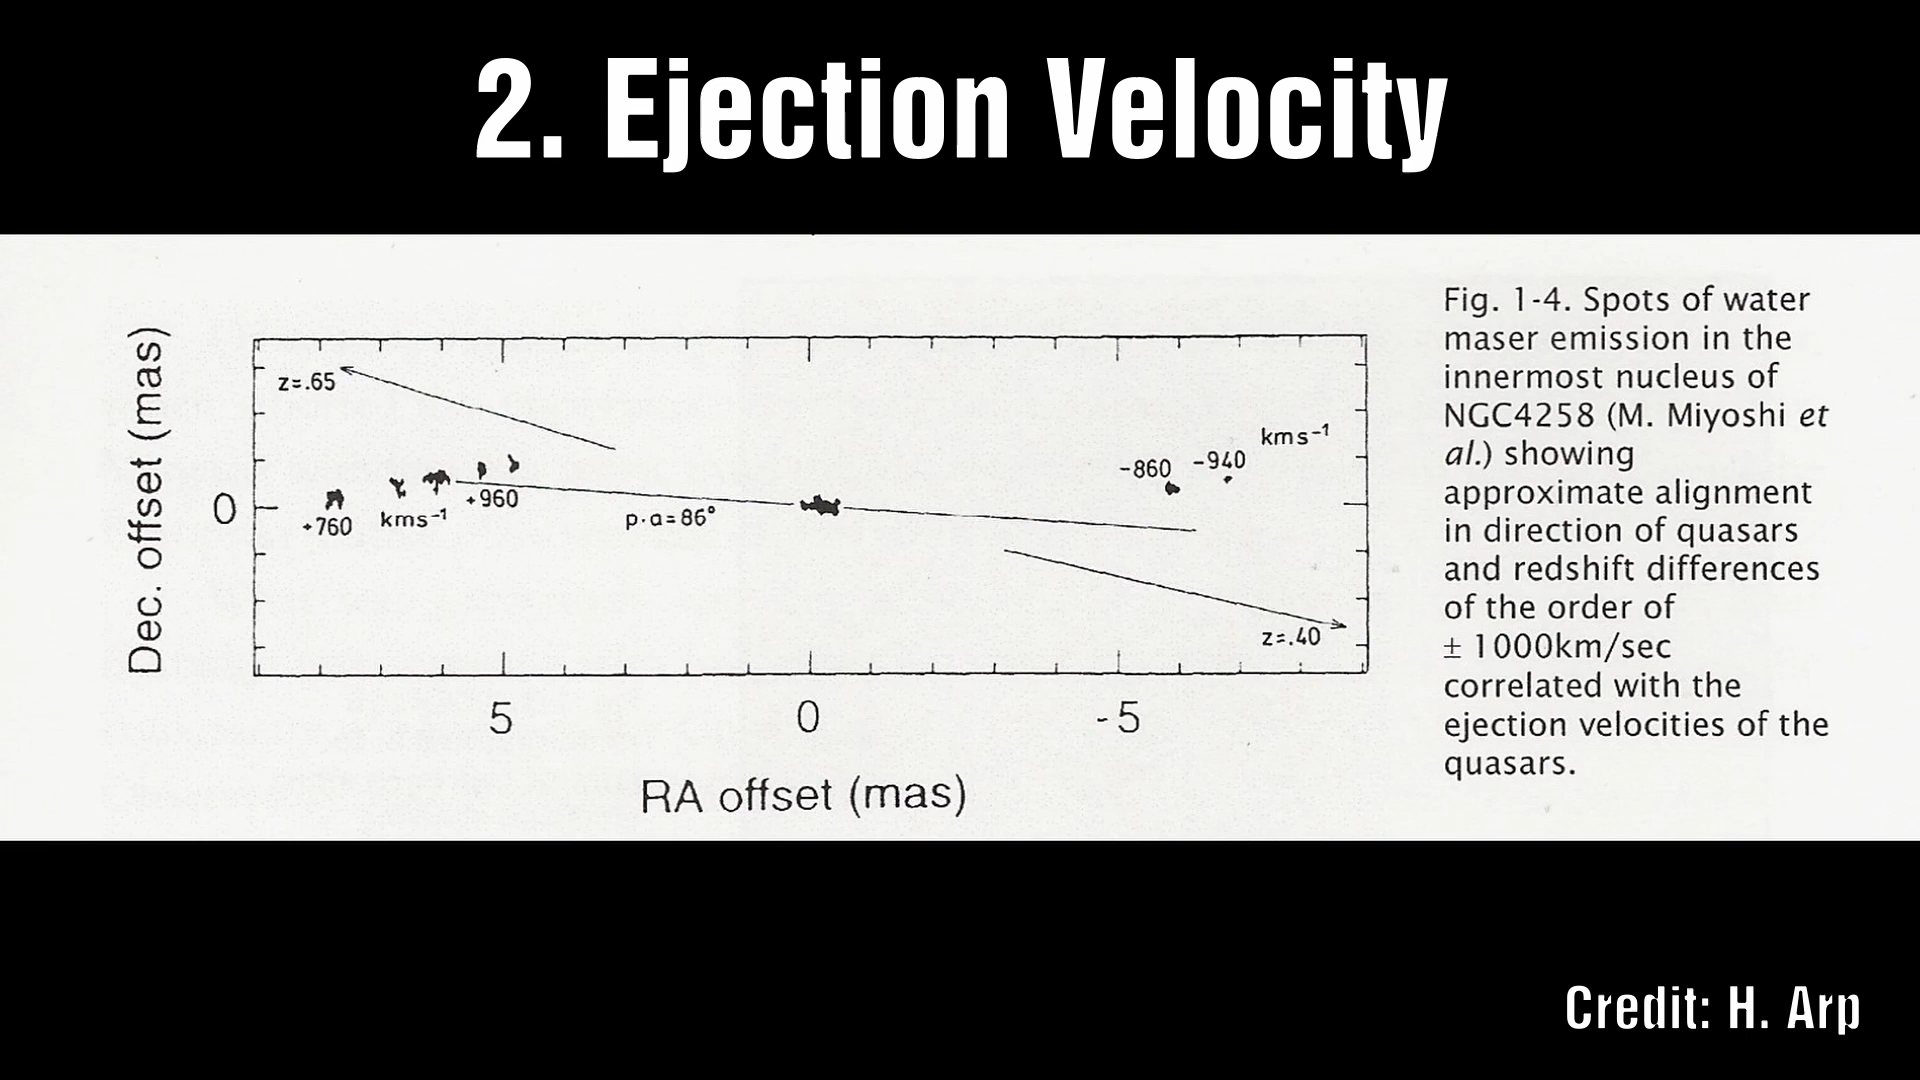 2. Ejection Velocity
Dec. offset (mas)
0
z=.65
+760
kms⁻¹
+960
p.a=86°
-860
-940
kms⁻¹
z=.40
5
0
-5
RA offset (mas)
Fig. 1-4. Spots of water
maser emission in the
innermost nucleus of
NGC4258 (M. Miyoshi et
al.) showing
approximate alignment
in direction of quasars
and redshift differences
of the order of
± 1000km/sec
correlated with the
ejection velocities of the
quasars.
Credit: H. Arp